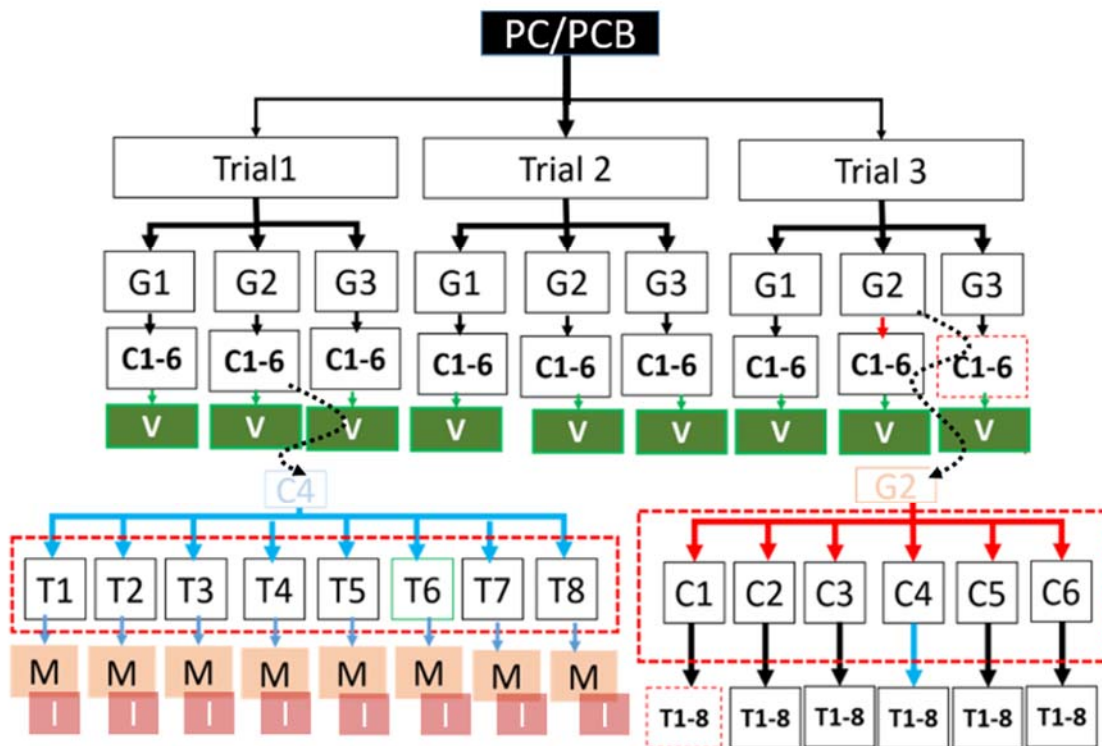 PC/PCB
Trial1 Trial 2 Trial 3
G1 G2 G3 G1 G2 G3 G1 G2 G3
C1-6 C1-6 C1-6 C1-6 C1-6 C1-6 C1-6 C1-6 C1-6
V V V V V V V V V
C4 G2
T1 T2 T3 T4 T5 T6 T7 T8 C1 C2 C3 C4 C5 C6
M M M M M M M M
I I I I I I I I T1-8 T1-8 T1-8 T1-8 T1-8 T1-8